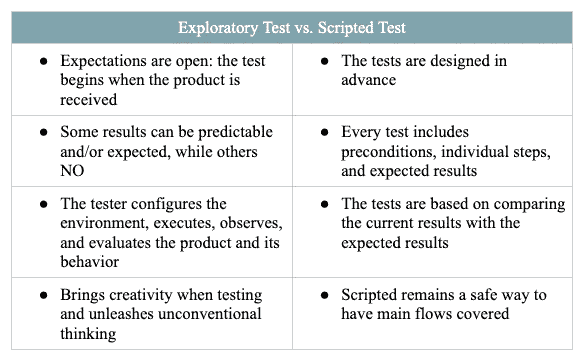 Exploratory Test vs. Scripted Test
● Expectations are open: the test
begins when the product is
received
● The tests are designed in
advance
● Some results can be predictable
and/or expected, while others
NO
● Every test includes
preconditions, individual steps,
and expected results
● The tester configures the
environment, executes, observes,
and evaluates the product and its
behavior
● The tests are based on comparing
the current results with the
expected results
● Brings creativity when testing
and unleashes unconventional
thinking
● Scripted remains a safe way to
have main flows covered